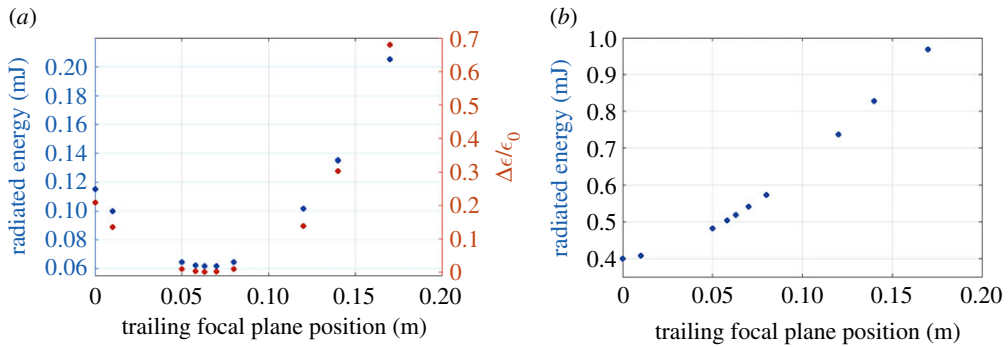 (a)
radiated energy (mJ)
0.20
0.18
0.16
0.14
0.12
0.10
0.08
0.06
0.7
0.6
0.5
0.4
0.3
0.2
0.1
0
Δϵ/ϵ0
0 0.05 0.10 0.15 0.20
trailing focal plane position (m)
(b)
radiated energy (mJ)
1.0
0.9
0.8
0.7
0.6
0.5
0.4
0 0.05 0.10 0.15 0.20
trailing focal plane position (m)